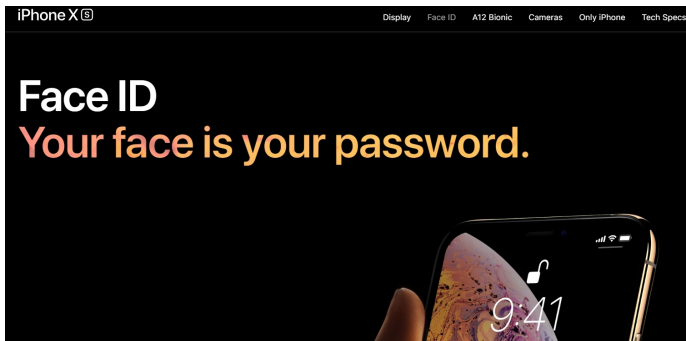 iPhone X S
Display Face ID A12 Bionic Cameras Only iPhone Tech Specs
Face ID
Your face is your password.
9:41